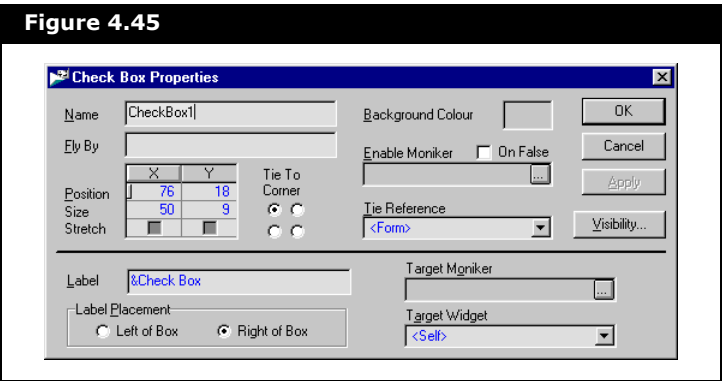 Figure 4.45
Check Box Properties
Name CheckBox1
Fly By
X Y
Position 76 18
Size 50 9
Stretch
Tie To
Corner
Background Colour
Enable Moniker On False
...
Tie Reference
<Form>
OK
Cancel
Apply
Visibility...
Label &Check Box
Label Placement
Left of Box Right of Box
Target Moniker
...
Target Widget
<Self>